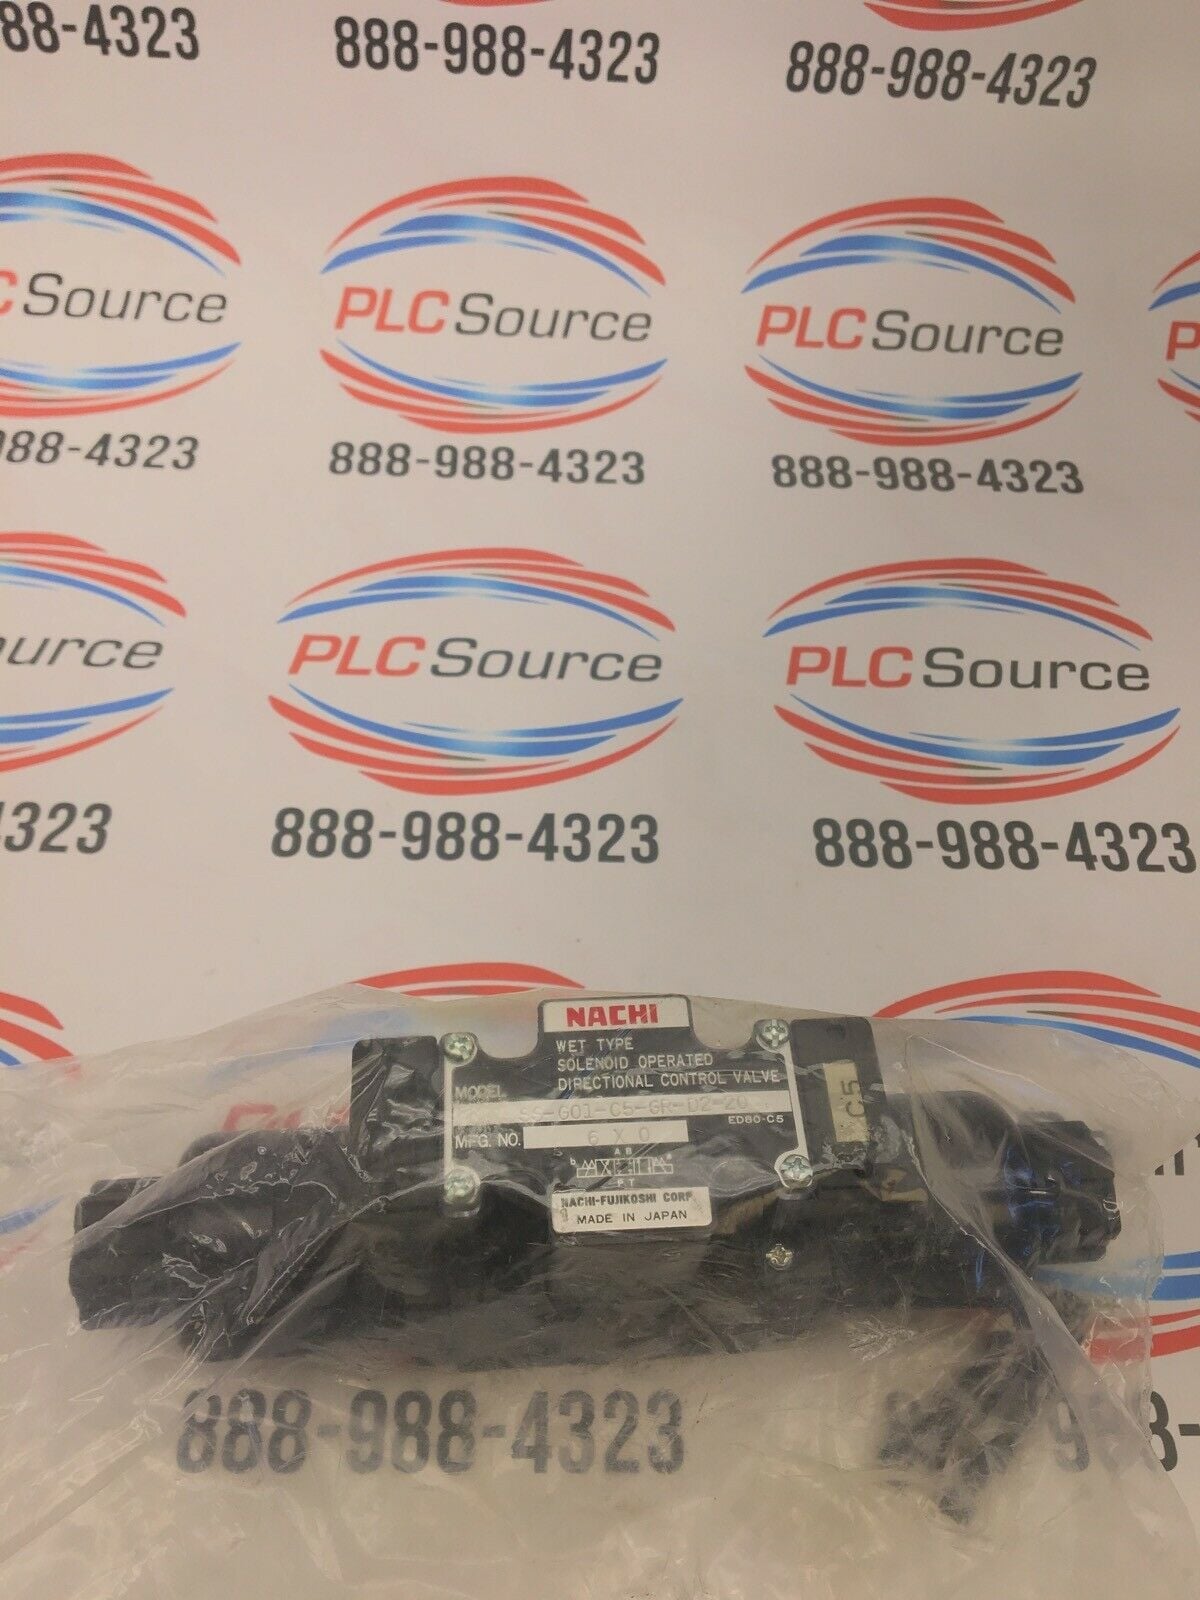 88-4323 888-988-4323 888-988-4323
C Source PLC Source PLC Source P
988-4323 888-988-4323 888-988-4323
ource PLC Source PLC Source
4323 888-988-4323 888-988-4323
NACHI
WET TYPE
SOLENOID OPERATED
DIRECTIONAL CONTROL VALVE
MODEL SS-G01-C5-GR-D2-20
ED80-C5
MFG. NO. 6 X 0
A B
b a
P T
NACHI-FUJIKOSHI CORP.
MADE IN JAPAN
C5
888-988-4323